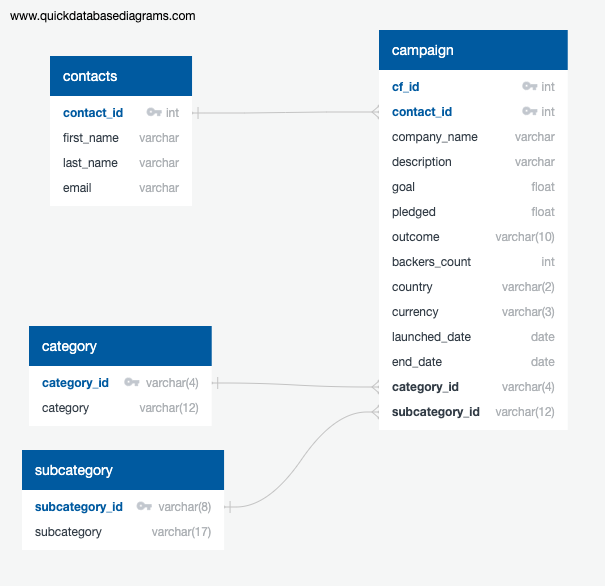 www.quickdatabasediagrams.com
contacts
contact_id int
first_name varchar
last_name varchar
email varchar
campaign
cf_id int
contact_id int
company_name varchar
description varchar
goal float
pledged float
outcome varchar(10)
backers_count int
country varchar(2)
currency varchar(3)
launched_date date
end_date date
category_id varchar(4)
subcategory_id varchar(12)
category
category_id varchar(4)
category varchar(12)
subcategory
subcategory_id varchar(8)
subcategory varchar(17)